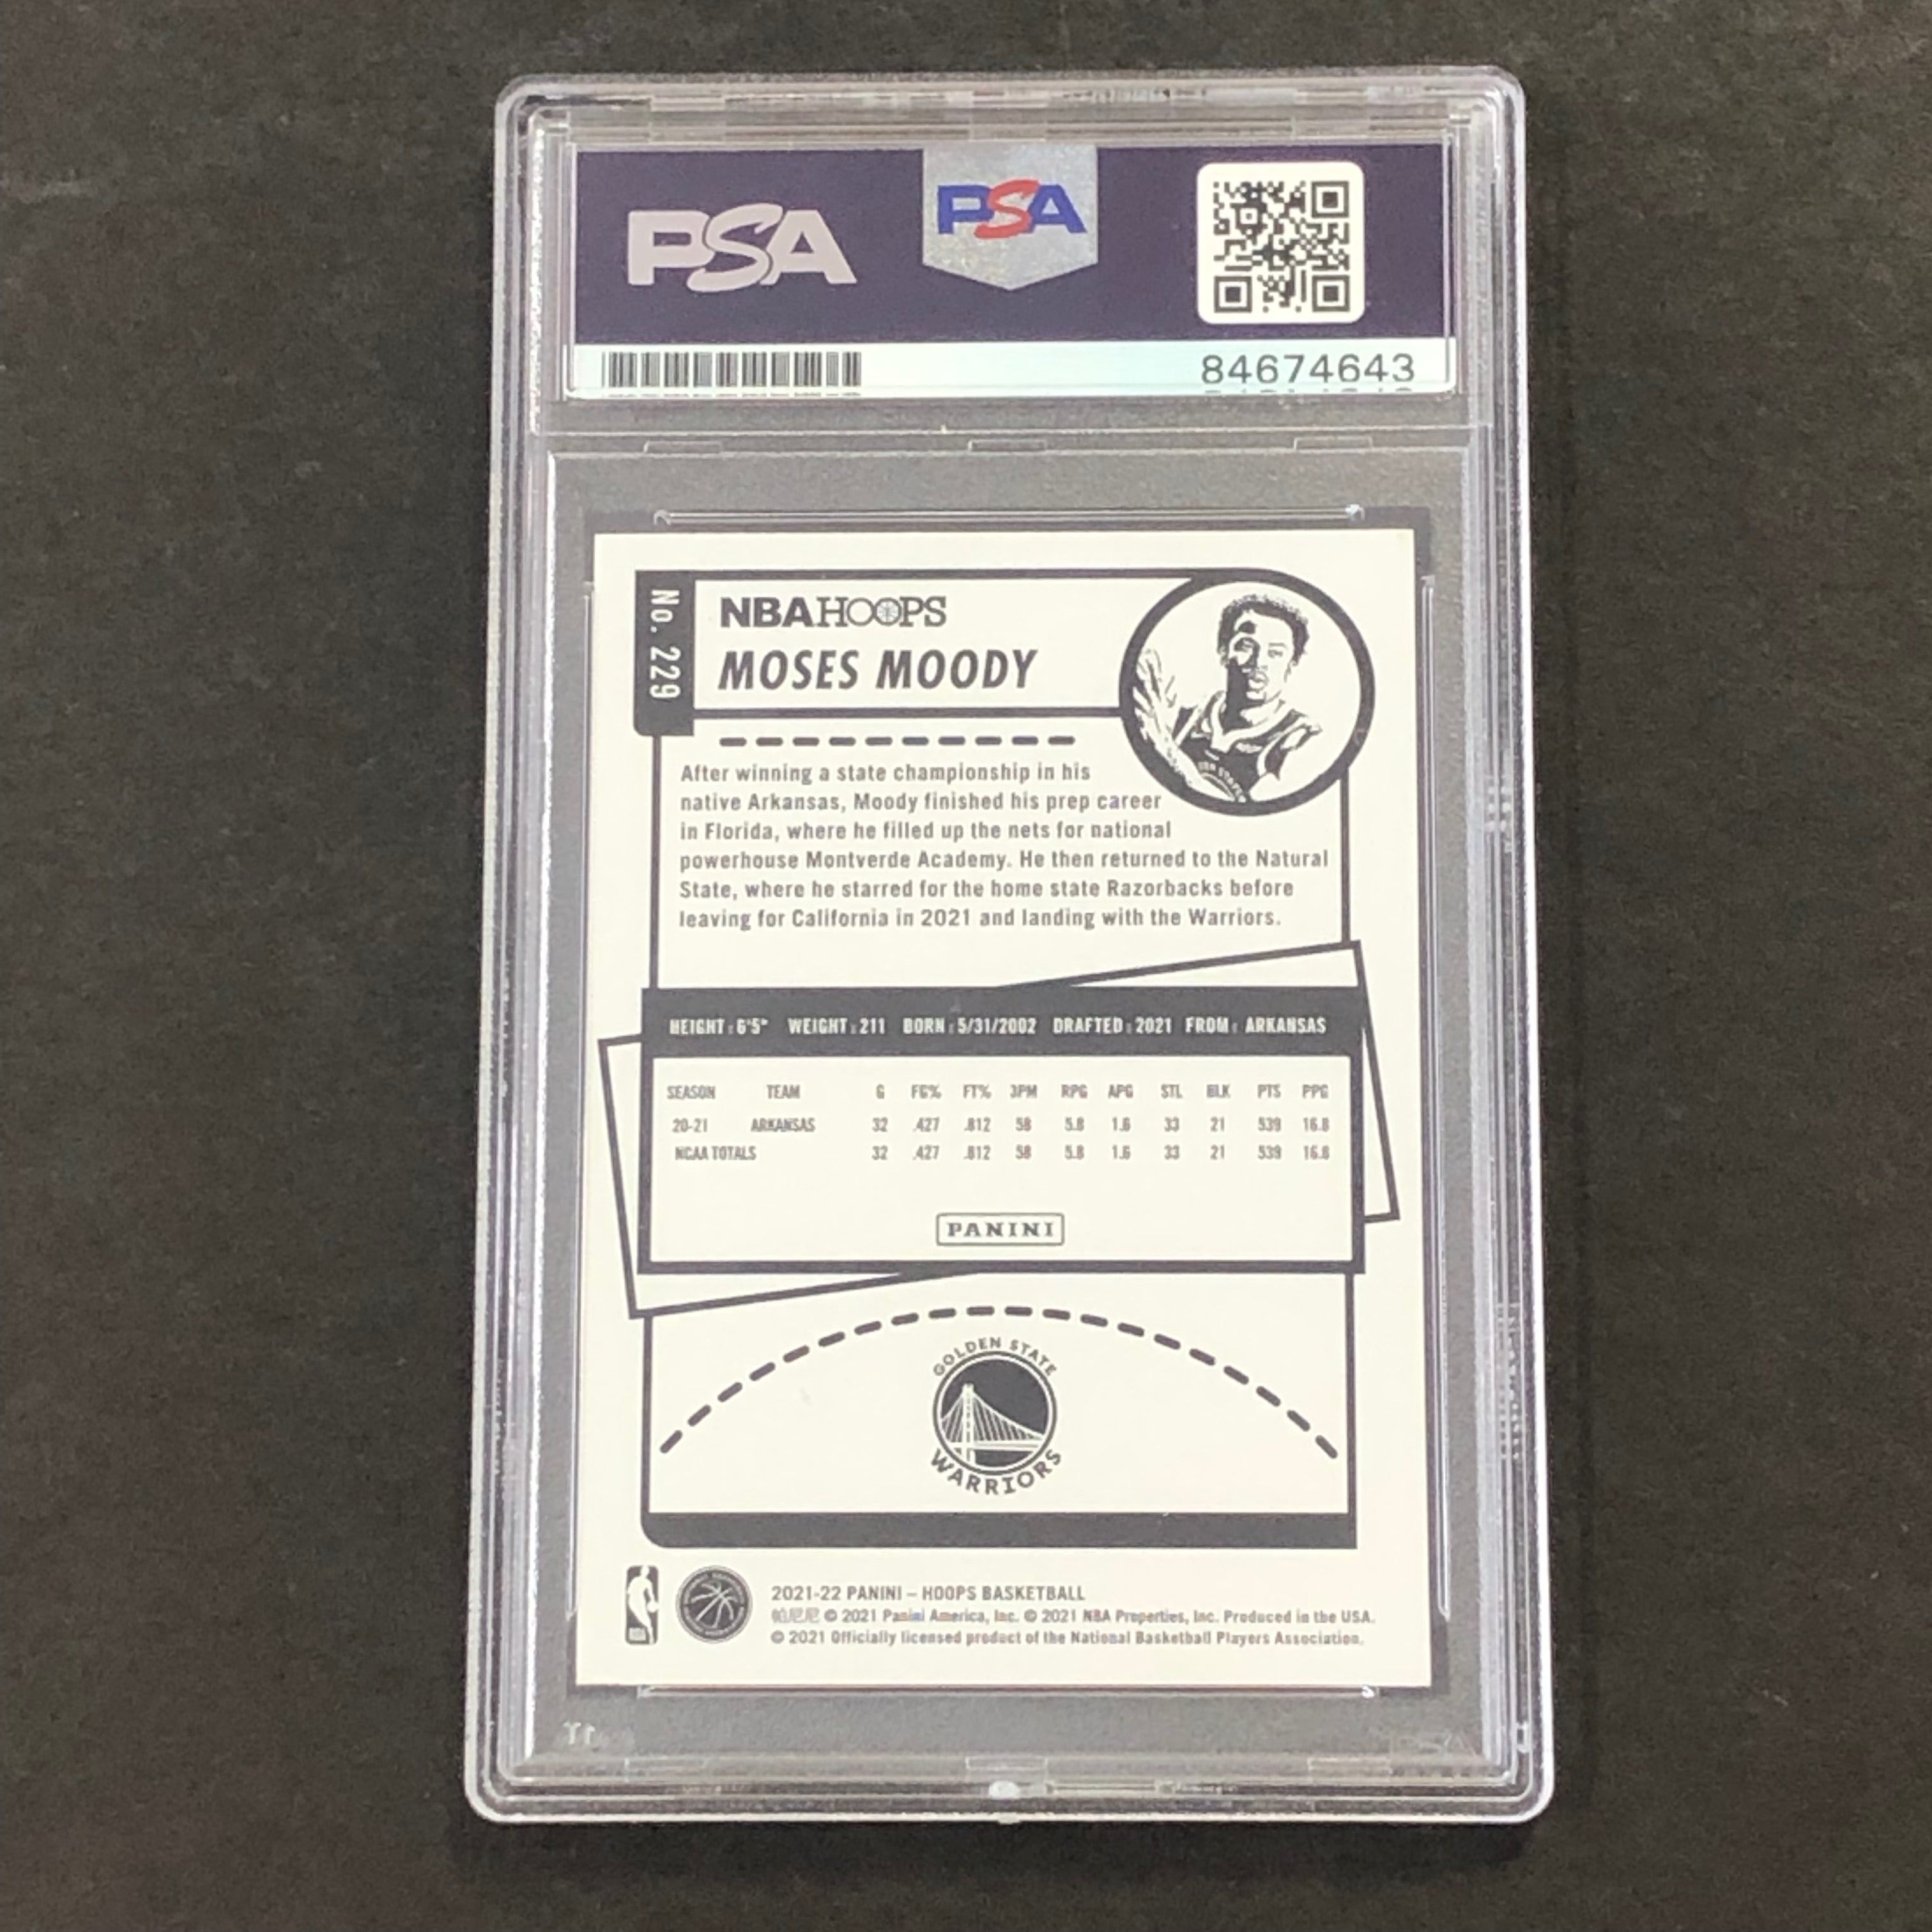 PSA
PSA
84674643
No. 229
NBA HOOPS
MOSES MOODY
After winning a state championship in his
native Arkansas, Moody finished his prep career
in Florida, where he filled up the nets for national
powerhouse Montverde Academy. He then returned to the Natural
State, where he starred for the home state Razorbacks before
leaving for California in 2021 and landing with the Warriors.
HEIGHT: 6'5" WEIGHT: 211 BORN: 5/31/2002 DRAFTED: 2021 FROM: ARKANSAS
SEASON TEAM G FG% FT% 3PM RPG APG STL BLK PTS PPG
20-21 ARKANSAS 32 .427 .812 58 5.8 1.6 33 21 539 16.8
NCAA TOTALS 32 .427 .812 58 5.8 1.6 33 21 539 16.8
PANINI
GOLDEN STATE
WARRIORS
2021-22 PANINI – HOOPS BASKETBALL
帕尼尼 © 2021 Panini America, Inc. © 2021 NBA Properties, Inc. Produced in the USA.
© 2021 Officially licensed product of the National Basketball Players Association.